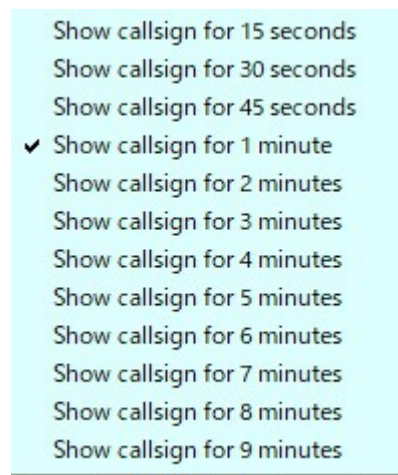 Show callsign for 15 seconds
Show callsign for 30 seconds
Show callsign for 45 seconds
Show callsign for 1 minute
Show callsign for 2 minutes
Show callsign for 3 minutes
Show callsign for 4 minutes
Show callsign for 5 minutes
Show callsign for 6 minutes
Show callsign for 7 minutes
Show callsign for 8 minutes
Show callsign for 9 minutes